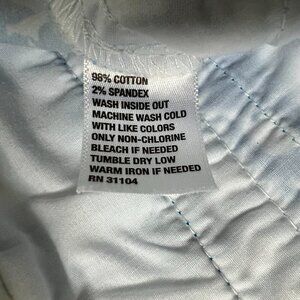 98% COTTON
2% SPANDEX
WASH INSIDE OUT
MACHINE WASH COLD
WITH LIKE COLORS
ONLY NON-CHLORINE
BLEACH IF NEEDED
TUMBLE DRY LOW
WARM IRON IF NEEDED
RN 31104